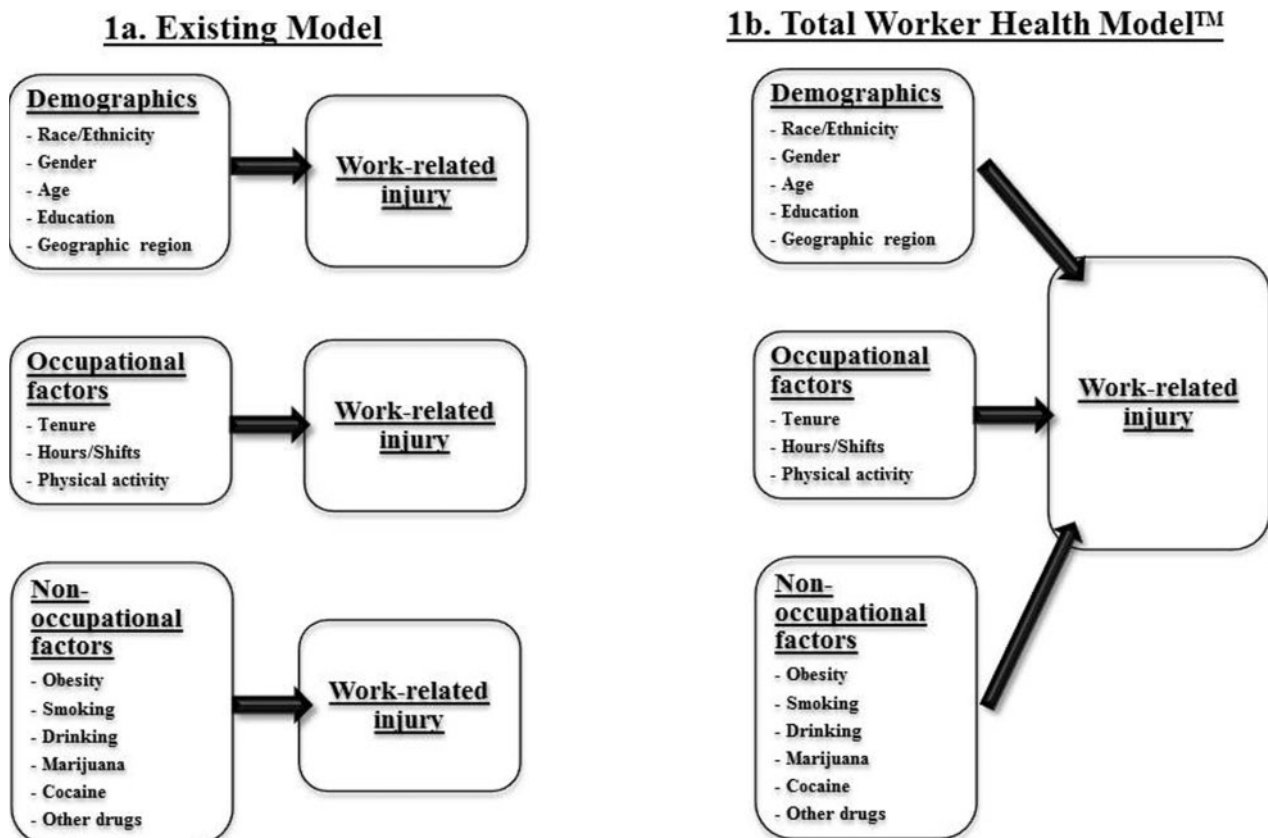 1a. Existing Model
Demographics
- Race/Ethnicity
- Gender
- Age
- Education
- Geographic region
Work-related
injury
Occupational
factors
- Tenure
- Hours/Shifts
- Physical activity
Work-related
injury
Non-
occupational
factors
- Obesity
- Smoking
- Drinking
- Marijuana
- Cocaine
- Other drugs
Work-related
injury
1b. Total Worker Health Model™
Demographics
- Race/Ethnicity
- Gender
- Age
- Education
- Geographic region
Occupational
factors
- Tenure
- Hours/Shifts
- Physical activity
Non-
occupational
factors
- Obesity
- Smoking
- Drinking
- Marijuana
- Cocaine
- Other drugs
Work-related
injury